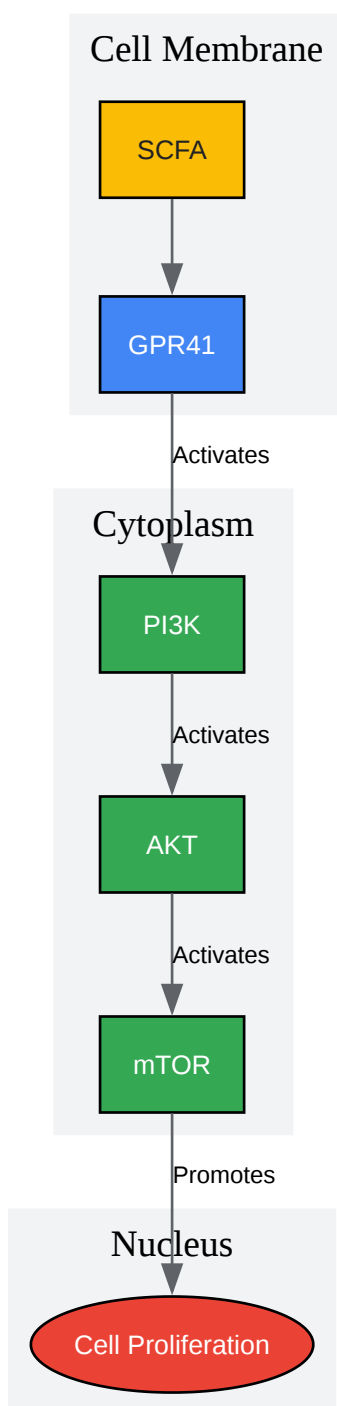 Cell Membrane
SCFA
GPR41
Activates
Cytoplasm
PI3K
Activates
AKT
Activates
mTOR
Promotes
Nucleus
Cell Proliferation